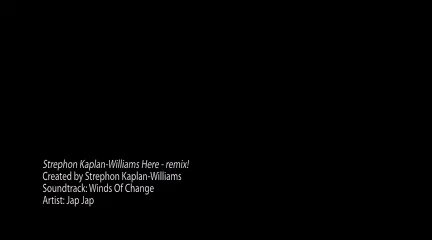 Strephon Kaplan-Williams Here - remix!
Created by Strephon Kaplan-Williams
Soundtrack: Winds Of Change
Artist: Jap Jap